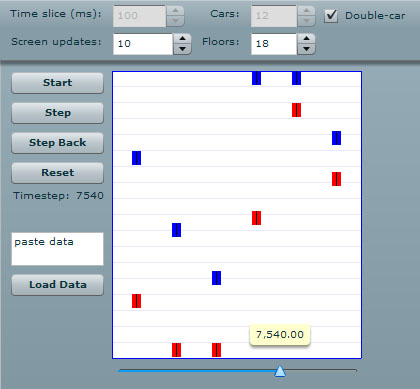 Time slice (ms): 100 Cars: 12 Double-car
Screen updates: 10 Floors: 18
Start
Step
Step Back
Reset
Timestep: 7540
paste data
Load Data
7,540.00